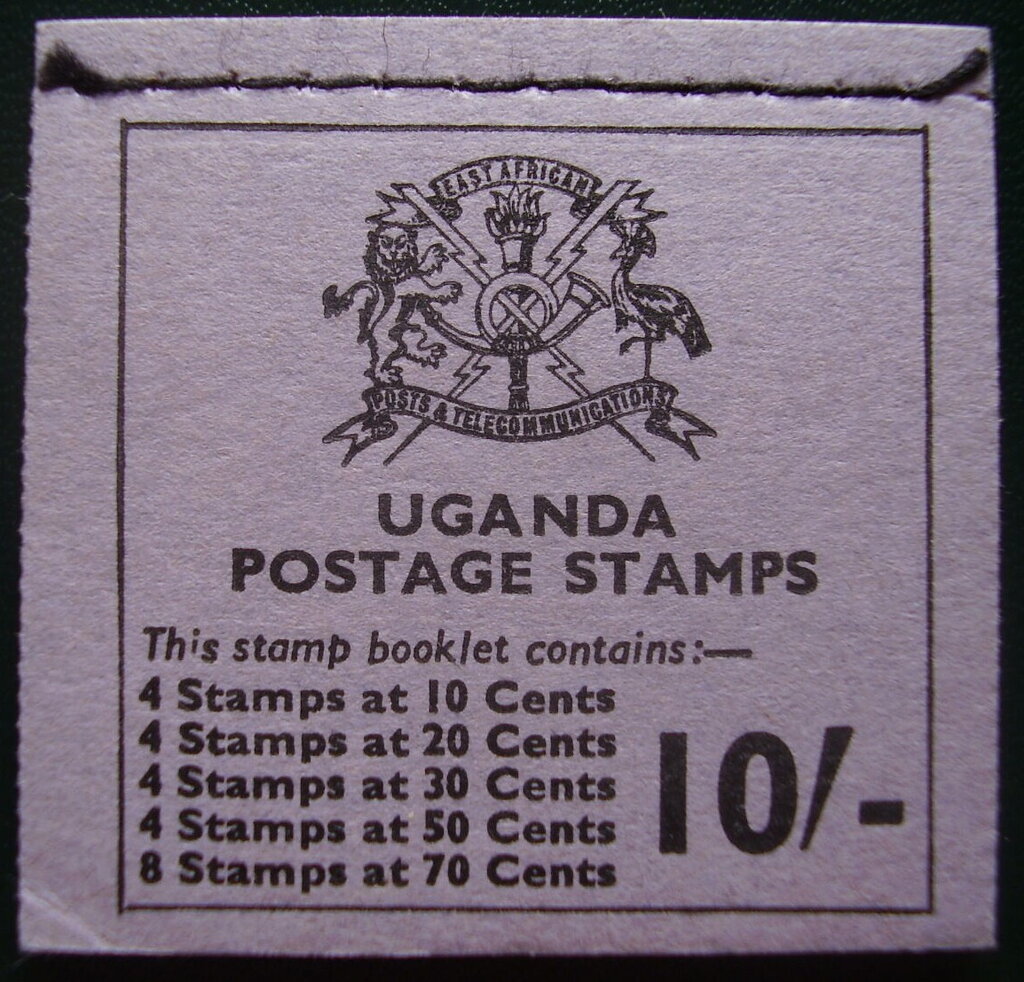 EAST AFRICAN
POSTS & TELECOMMUNICATIONS
UGANDA
POSTAGE STAMPS
This stamp booklet contains:—
4 Stamps at 10 Cents
4 Stamps at 20 Cents
4 Stamps at 30 Cents
4 Stamps at 50 Cents
8 Stamps at 70 Cents
10/-